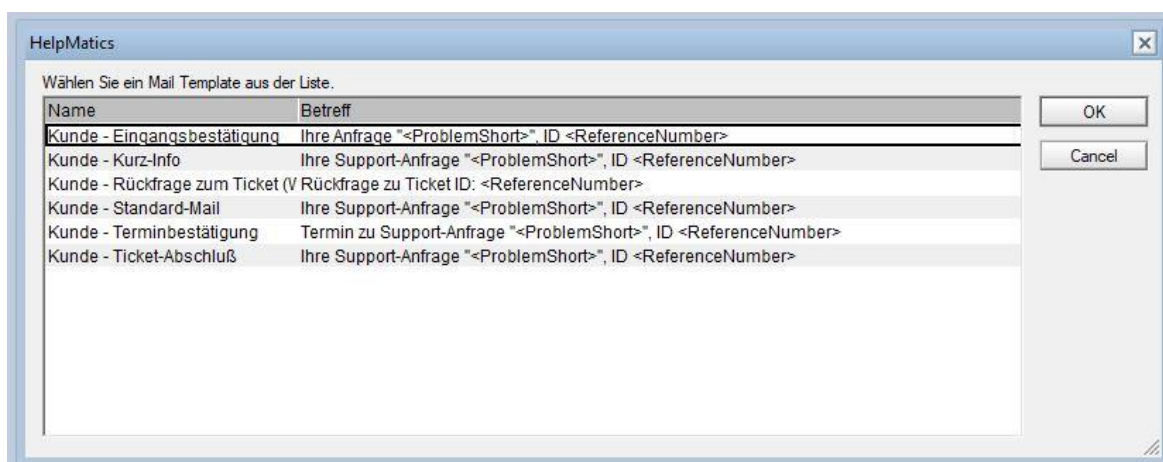 HelpMatics
Wählen Sie ein Mail Template aus der Liste.
Name Betreff
Kunde - Eingangsbestätigung Ihre Anfrage "<ProblemShort>", ID <ReferenceNumber>
Kunde - Kurz-Info Ihre Support-Anfrage "<ProblemShort>", ID <ReferenceNumber>
Kunde - Rückfrage zum Ticket (V Rückfrage zu Ticket ID: <ReferenceNumber>
Kunde - Standard-Mail Ihre Support-Anfrage "<ProblemShort>", ID <ReferenceNumber>
Kunde - Terminbestätigung Termin zu Support-Anfrage "<ProblemShort>", ID <ReferenceNumber>
Kunde - Ticket-Abschluß Ihre Support-Anfrage "<ProblemShort>", ID <ReferenceNumber>
OK
Cancel